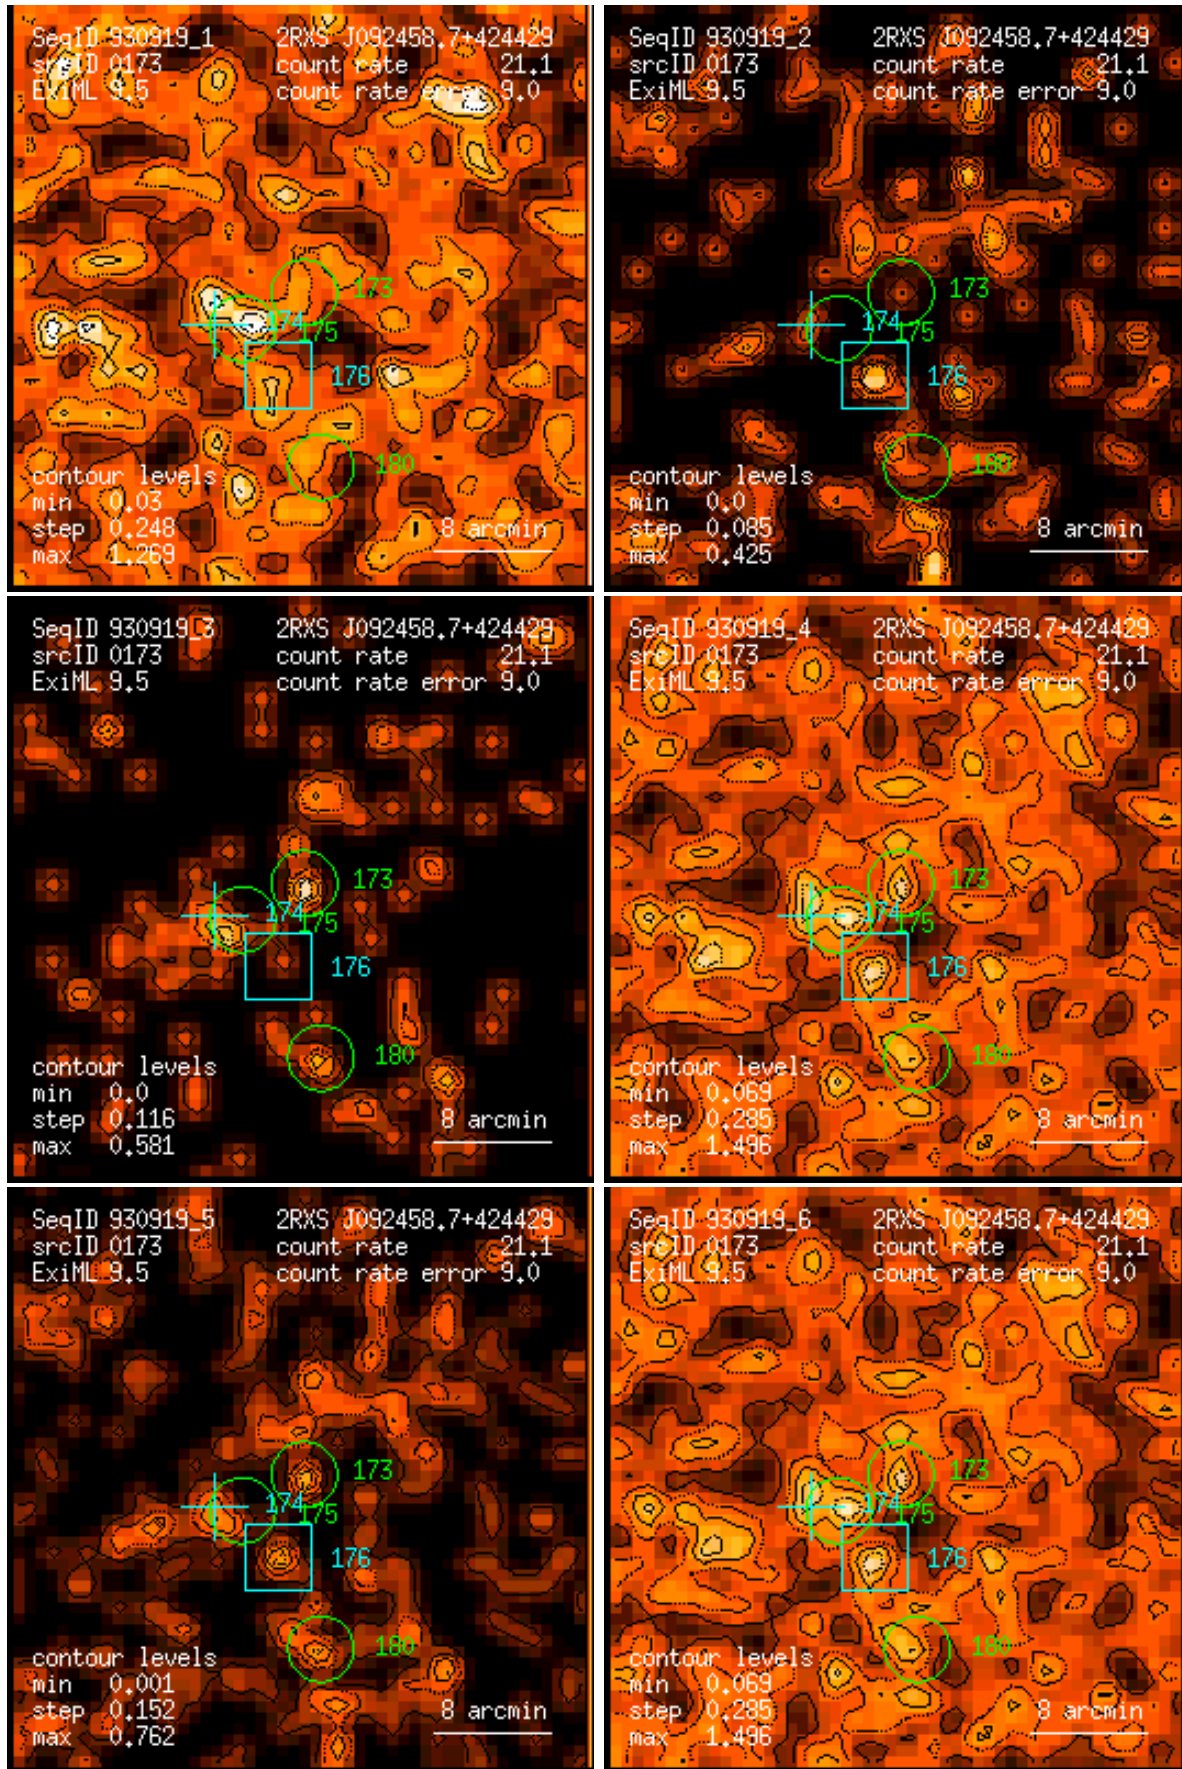 SeqID 930919_1 2RXS J092458.7+424429
srcID 0173 count rate 21.1
ExiML 9.5 count rate error 9.0
173
174
175
176
180
contour levels
min 0.03
step 0.248
max 1.269
8 arcmin
SeqID 930919_2 2RXS J092458.7+424429
srcID 0173 count rate 21.1
ExiML 9.5 count rate error 9.0
173
174
175
176
180
contour levels
min 0.0
step 0.085
max 0.425
8 arcmin
SeqID 930919_3 2RXS J092458.7+424429
srcID 0173 count rate 21.1
ExiML 9.5 count rate error 9.0
173
174
175
176
180
contour levels
min 0.0
step 0.116
max 0.581
8 arcmin
SeqID 930919_4 2RXS J092458.7+424429
srcID 0173 count rate 21.1
ExiML 9.5 count rate error 9.0
173
174
175
176
180
contour levels
min 0.069
step 0.285
max 1.496
8 arcmin
SeqID 930919_5 2RXS J092458.7+424429
srcID 0173 count rate 21.1
ExiML 9.5 count rate error 9.0
173
174
175
176
180
contour levels
min 0.001
step 0.152
max 0.762
8 arcmin
SeqID 930919_6 2RXS J092458.7+424429
srcID 0173 count rate 21.1
ExiML 9.5 count rate error 9.0
173
174
175
176
180
contour levels
min 0.069
step 0.285
max 1.496
8 arcmin